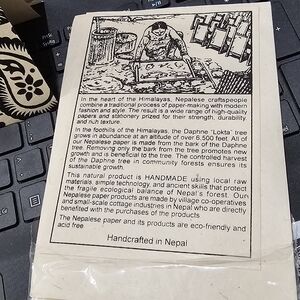 In the heart of the Himalayas, Nepalese craftspeople
combine a traditional process of paper-making with modern
fashion and style. The result is a wide range of high-quality
papers and stationery prized for their strength, durability
and rich texture.
In the foothills of the Himalayas, the Daphne "Lokta" tree
grows in abundance at an altitude of over 6,500 feet. All of
our Nepalese paper is made from the bark of the Daphne
tree. Removing only the bark from the tree promotes new
growth and is beneficial to the tree. The controlled harvest
of the Daphne tree in community forests ensures its
sustainable growth.
This natural product is HANDMADE using local raw
materials, simple technology, and ancient skills that protect
the fragile ecological balance of Nepal's forest. Our
Nepalese paper products are made by village co-operatives
and small-scale cottage industries in Nepal who are directly
benefited with the purchases of the products
The Nepalese paper and its products are eco-friendly and
acid free
Handcrafted in Nepal